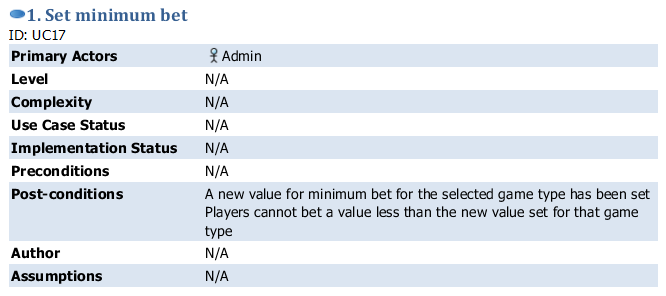 1. Set minimum bet
ID: UC17
Primary Actors Admin
Level N/A
Complexity N/A
Use Case Status N/A
Implementation Status N/A
Preconditions N/A
Post-conditions A new value for minimum bet for the selected game type has been set
Players cannot bet a value less than the new value set for that game
type
Author N/A
Assumptions N/A